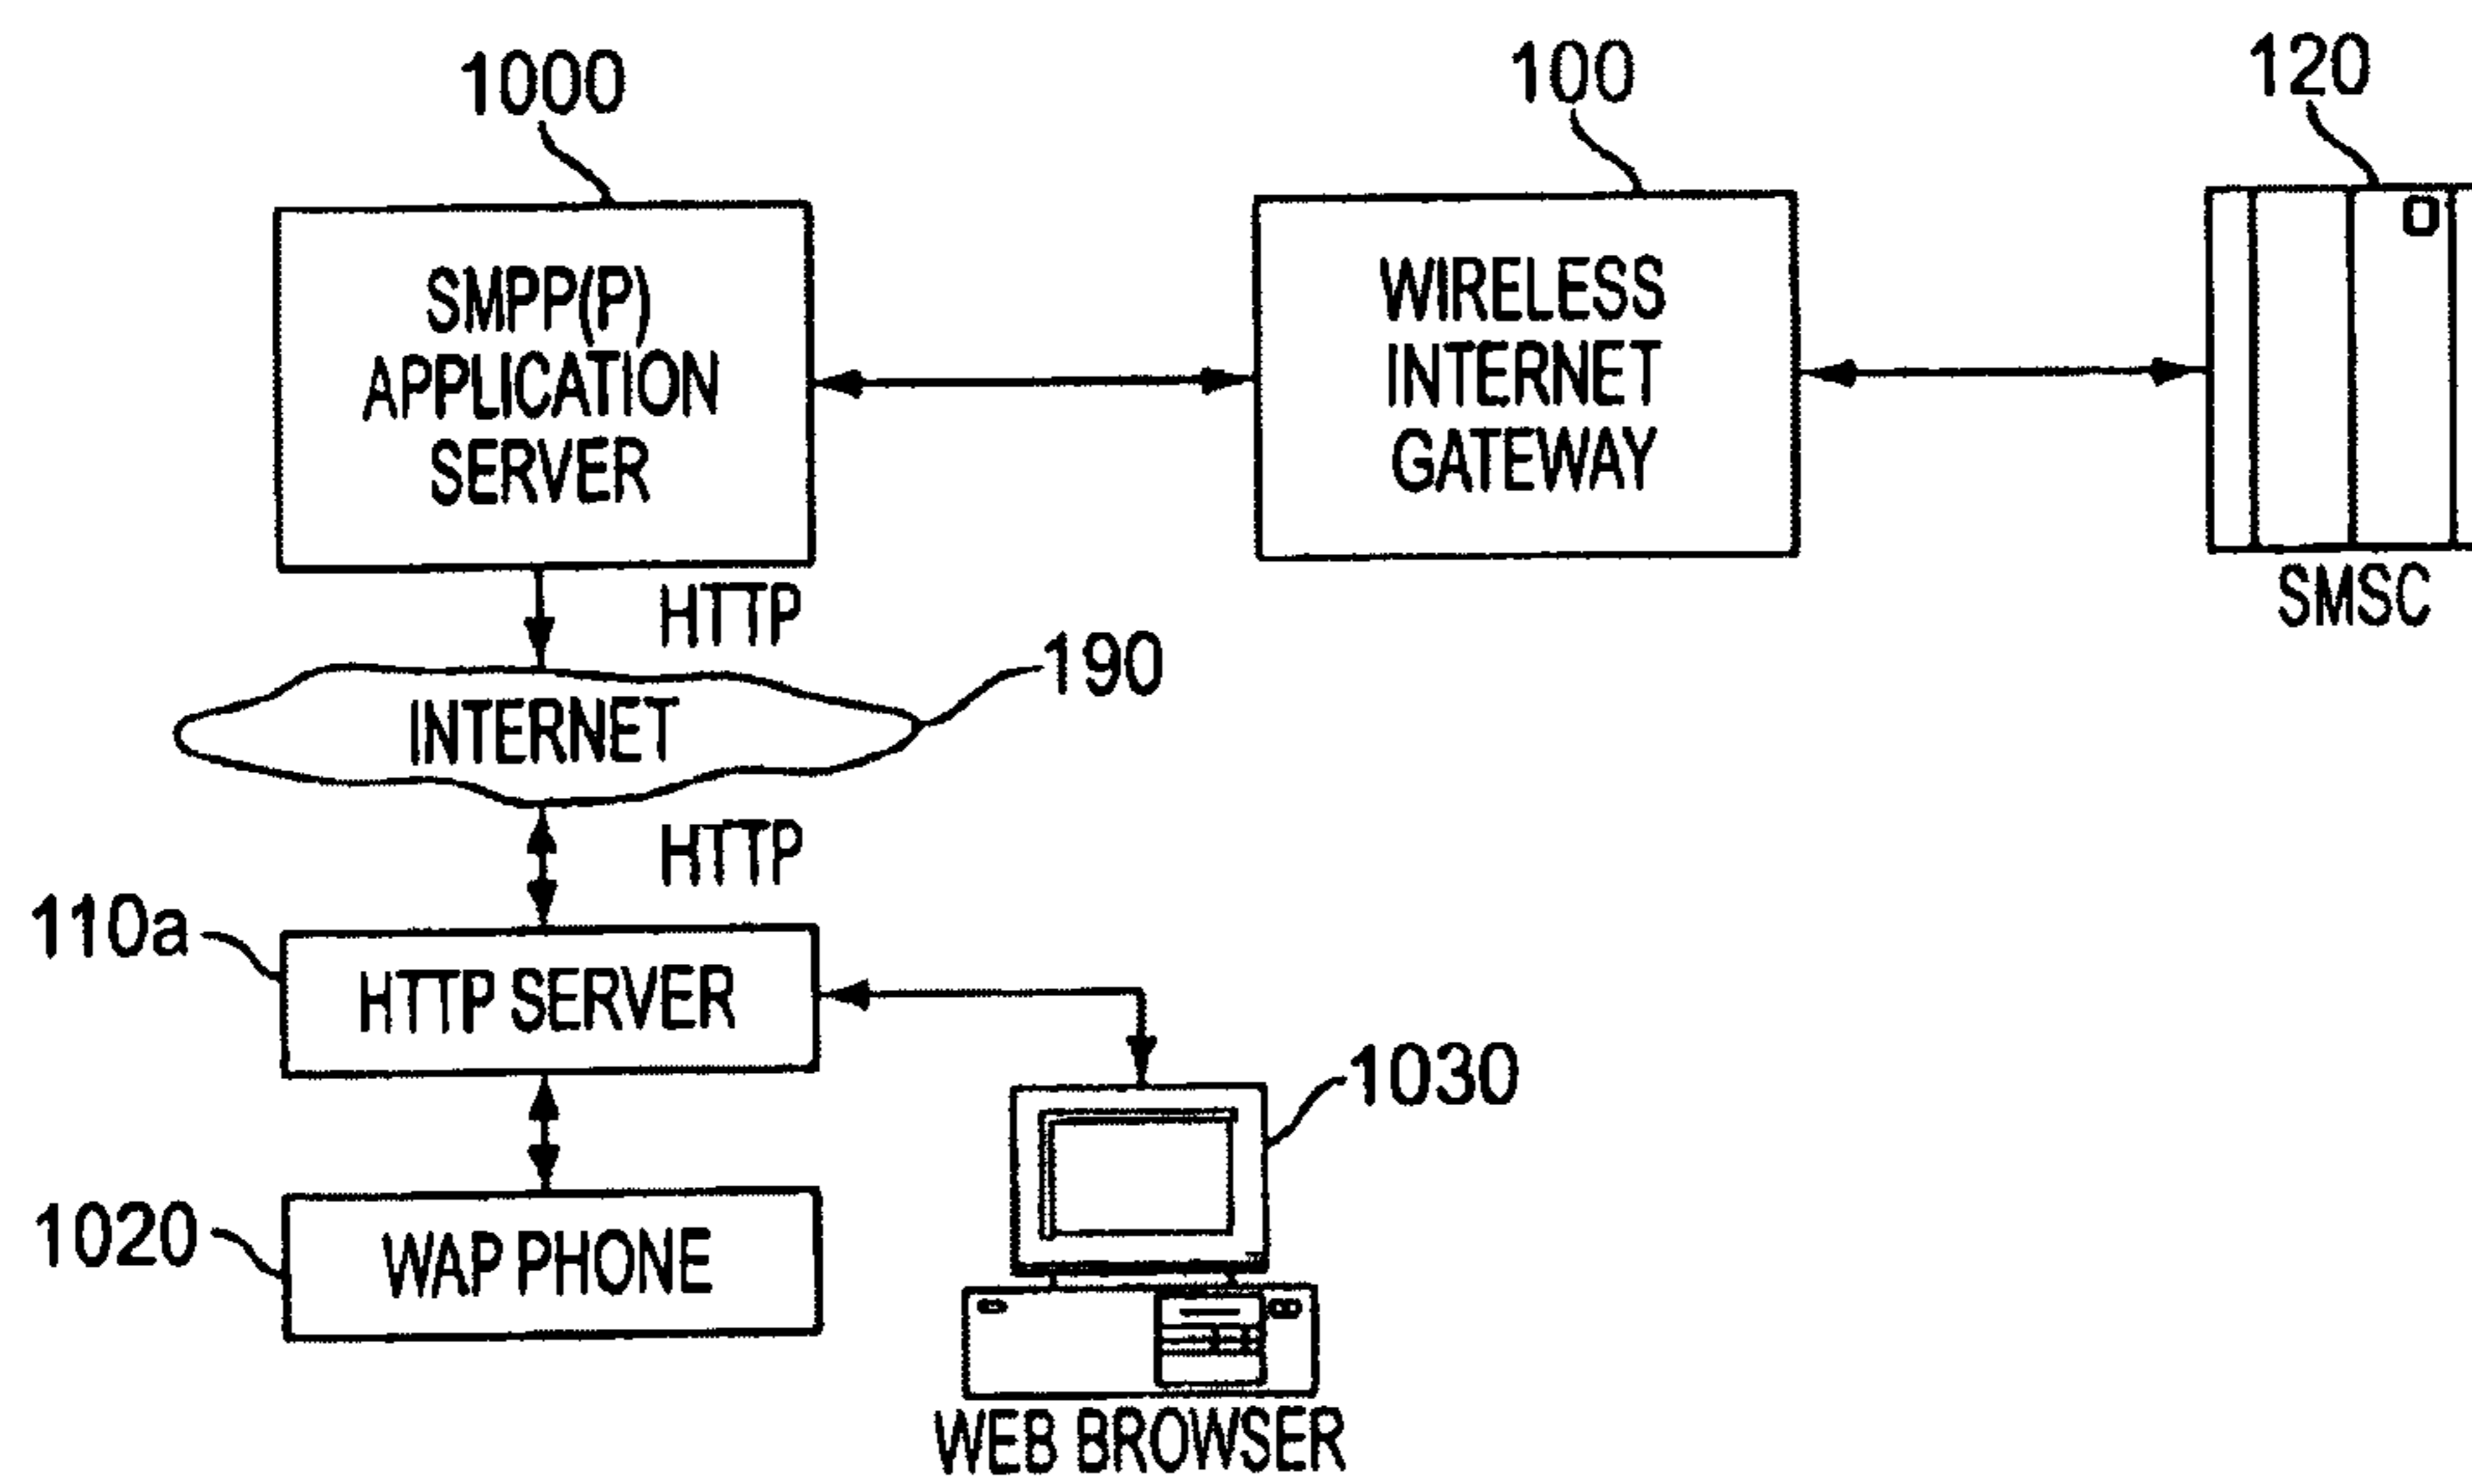 1000
100
120
SMPP(P)
APPLICATION
SERVER
WIRELESS
INTERNET
GATEWAY
SMSC
HTTP
190
INTERNET
HTTP
110a
HTTP SERVER
1030
1020
WAP PHONE
WEB BROWSER